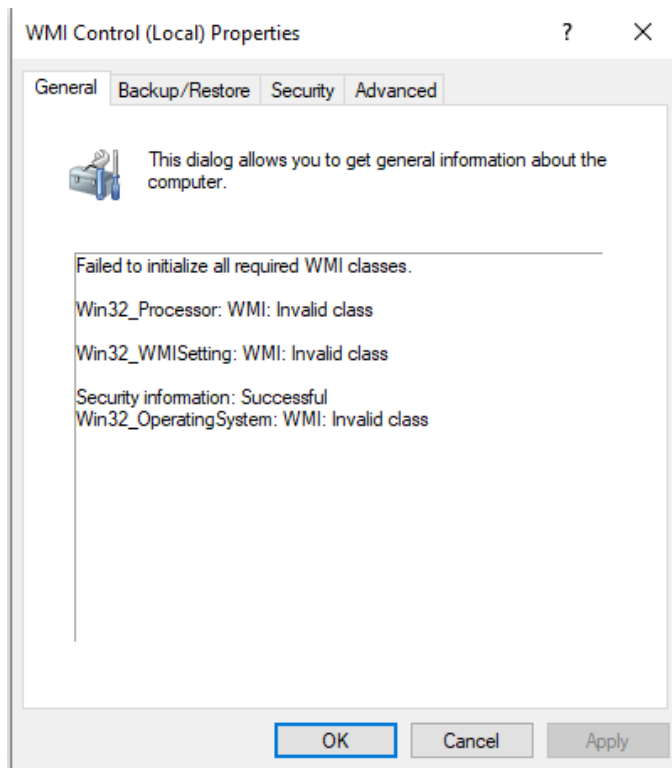 WMI Control (Local) Properties
?
General
Backup/Restore
Security
Advanced
This dialog allows you to get general information about the
computer.
Failed to initialize all required WMI classes.
Win32_Processor: WMI: Invalid class
Win32_WMISetting: WMI: Invalid class
Security information: Successful
Win32_OperatingSystem: WMI: Invalid class
OK
Cancel
Apply